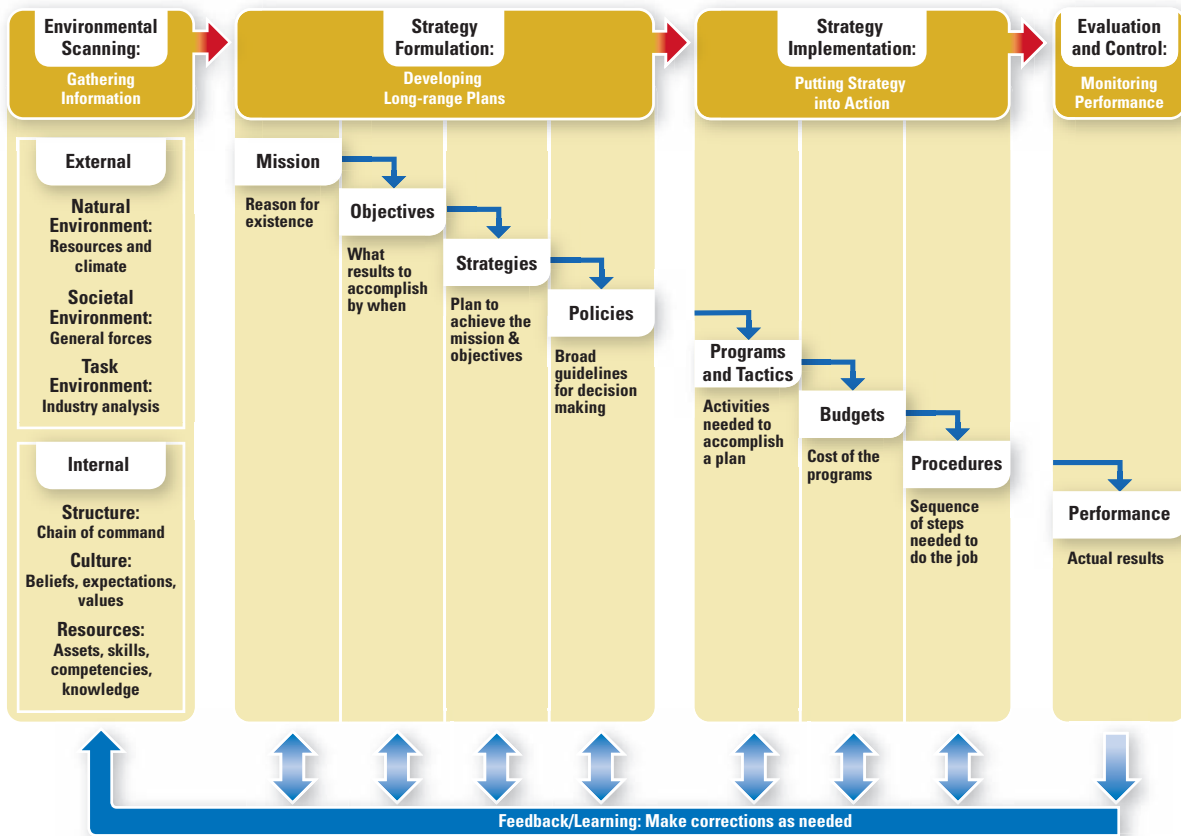 Environmental
Scanning:
Gathering
Information
Strategy
Formulation:
Developing
Long-range Plans
Strategy
Implementation:
Putting Strategy
into Action
Evaluation
and Control:
Monitoring
Performance
External
Natural
Environment:
Resources and
climate
Societal
Environment:
General forces
Task
Environment:
Industry analysis
Internal
Structure:
Chain of command
Culture:
Beliefs, expectations,
values
Resources:
Assets, skills,
competencies,
knowledge
Mission
Reason for
existence
Objectives
What
results to
accomplish
by when
Strategies
Plan to
achieve the
mission &
objectives
Policies
Broad
guidelines
for decision
making
Programs
and Tactics
Activities
needed to
accomplish
a plan
Budgets
Cost of the
programs
Procedures
Sequence
of steps
needed to
do the job
Performance
Actual results
Feedback/Learning: Make corrections as needed